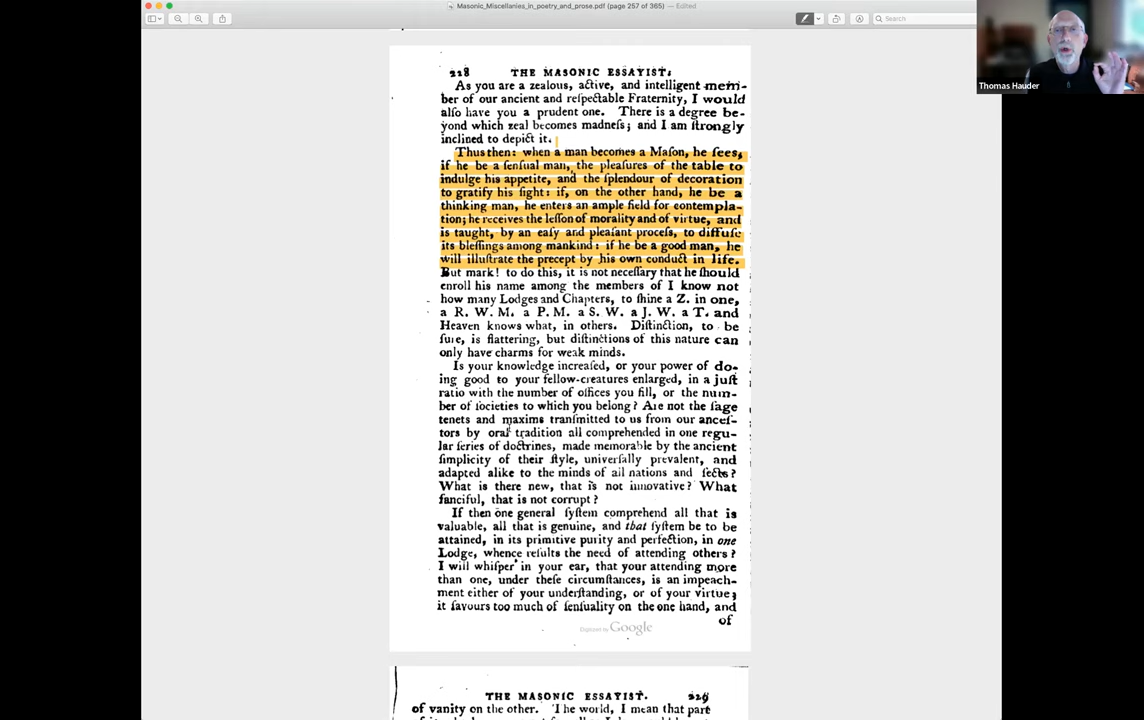 Masonic_Miscellanies_in_poetry_and_prose.pdf (page 257 of 365) — Edited
Search
Thomas Hauder
228 THE MASONIC ESSAYIST.
As you are a zealous, active, and intelligent mem-
ber of our ancient and reſpectable Fraternity, I would
alſo have you a prudent one. There is a degree be-
yond which zeal becomes madneſs; and I am ſtrongly
inclined to depict it.
Thus then: when a man becomes a Maſon, he ſees,
if he be a ſenſual man, the pleaſures of the table to
indulge his appetite, and the ſplendour of decoration
to gratify his ſight: if, on the other hand, he be a
thinking man, he enters an ample field for contempla-
tion; he receives the leſſon of morality and of virtue, and
is taught, by an eaſy and pleaſant proceſs, to diffuſe
its bleſſings among mankind: if he be a good man, he
will illuſtrate the precept by his own conduct in life.
But mark! to do this, it is not neceſſary that he ſhould
enroll his name among the members of I know not
how many Lodges and Chapters, to ſhine a Z. in one,
a R. W. M. a P. M. a S. W. a J. W. a T. and
Heaven knows what, in others. Diſtinction, to be
ſure, is flattering, but diſtinctions of this nature can
only have charms for weak minds.
Is your knowledge increaſed, or your power of do-
ing good to your fellow-creatures enlarged, in a juſt
ratio with the number of offices you fill, or the num-
ber of ſocieties to which you belong? Are not the ſage
tenets and maxims tranſmitted to us from our anceſ-
tors by oral tradition all comprehended in one regu-
lar ſeries of doctrines, made memorable by the ancient
ſimplicity of their ſtyle, univerſally prevalent, and
adapted alike to the minds of all nations and ſects?
What is there new, that is not innovative? What
fanciful, that is not corrupt?
If then one general ſyſtem comprehend all that is
valuable, all that is genuine, and that ſyſtem be to be
attained, in its primitive purity and perfection, in one
Lodge, whence reſults the need of attending others?
I will whiſper in your ear, that your attending more
than one, under theſe circumſtances, is an impeach-
ment either of your underſtanding, or of your virtue;
it ſavours too much of ſenſuality on the one hand, and
of
Digitized by Google
THE MASONIC ESSAYIST. 229
of vanity on the other. The world, I mean that part